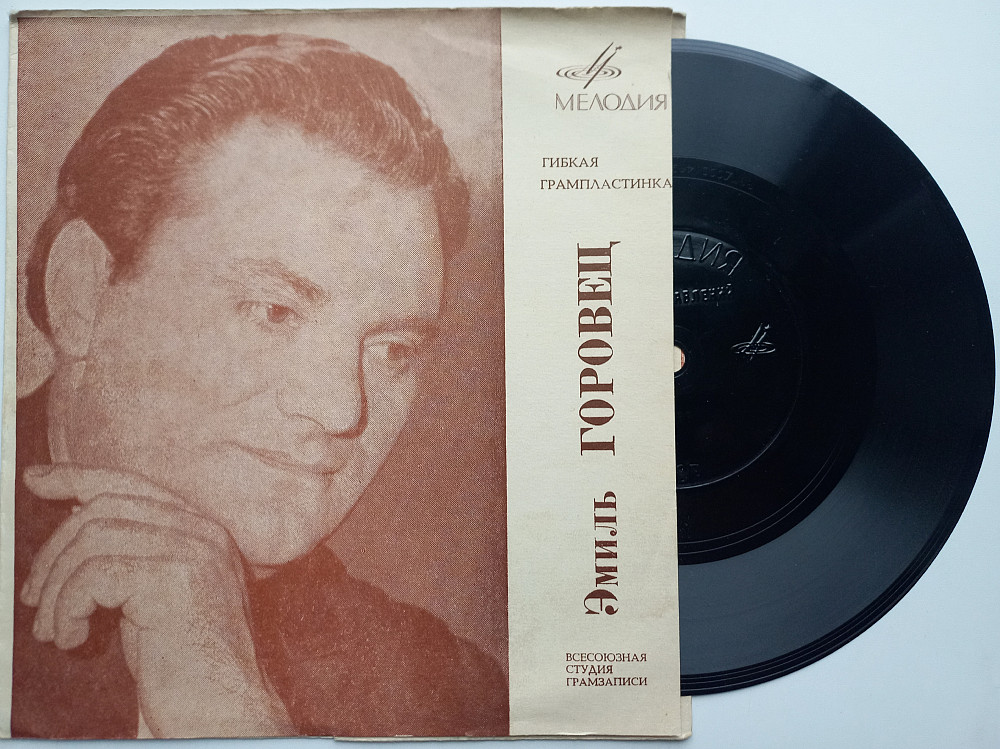 МЕЛОДИЯ
ГИБКАЯ
ГРАМПЛАСТИНКА
Эмиль ГОРОВЕЦ
ВСЕСОЮЗНАЯ
СТУДИЯ
ГРАМЗАПИСИ